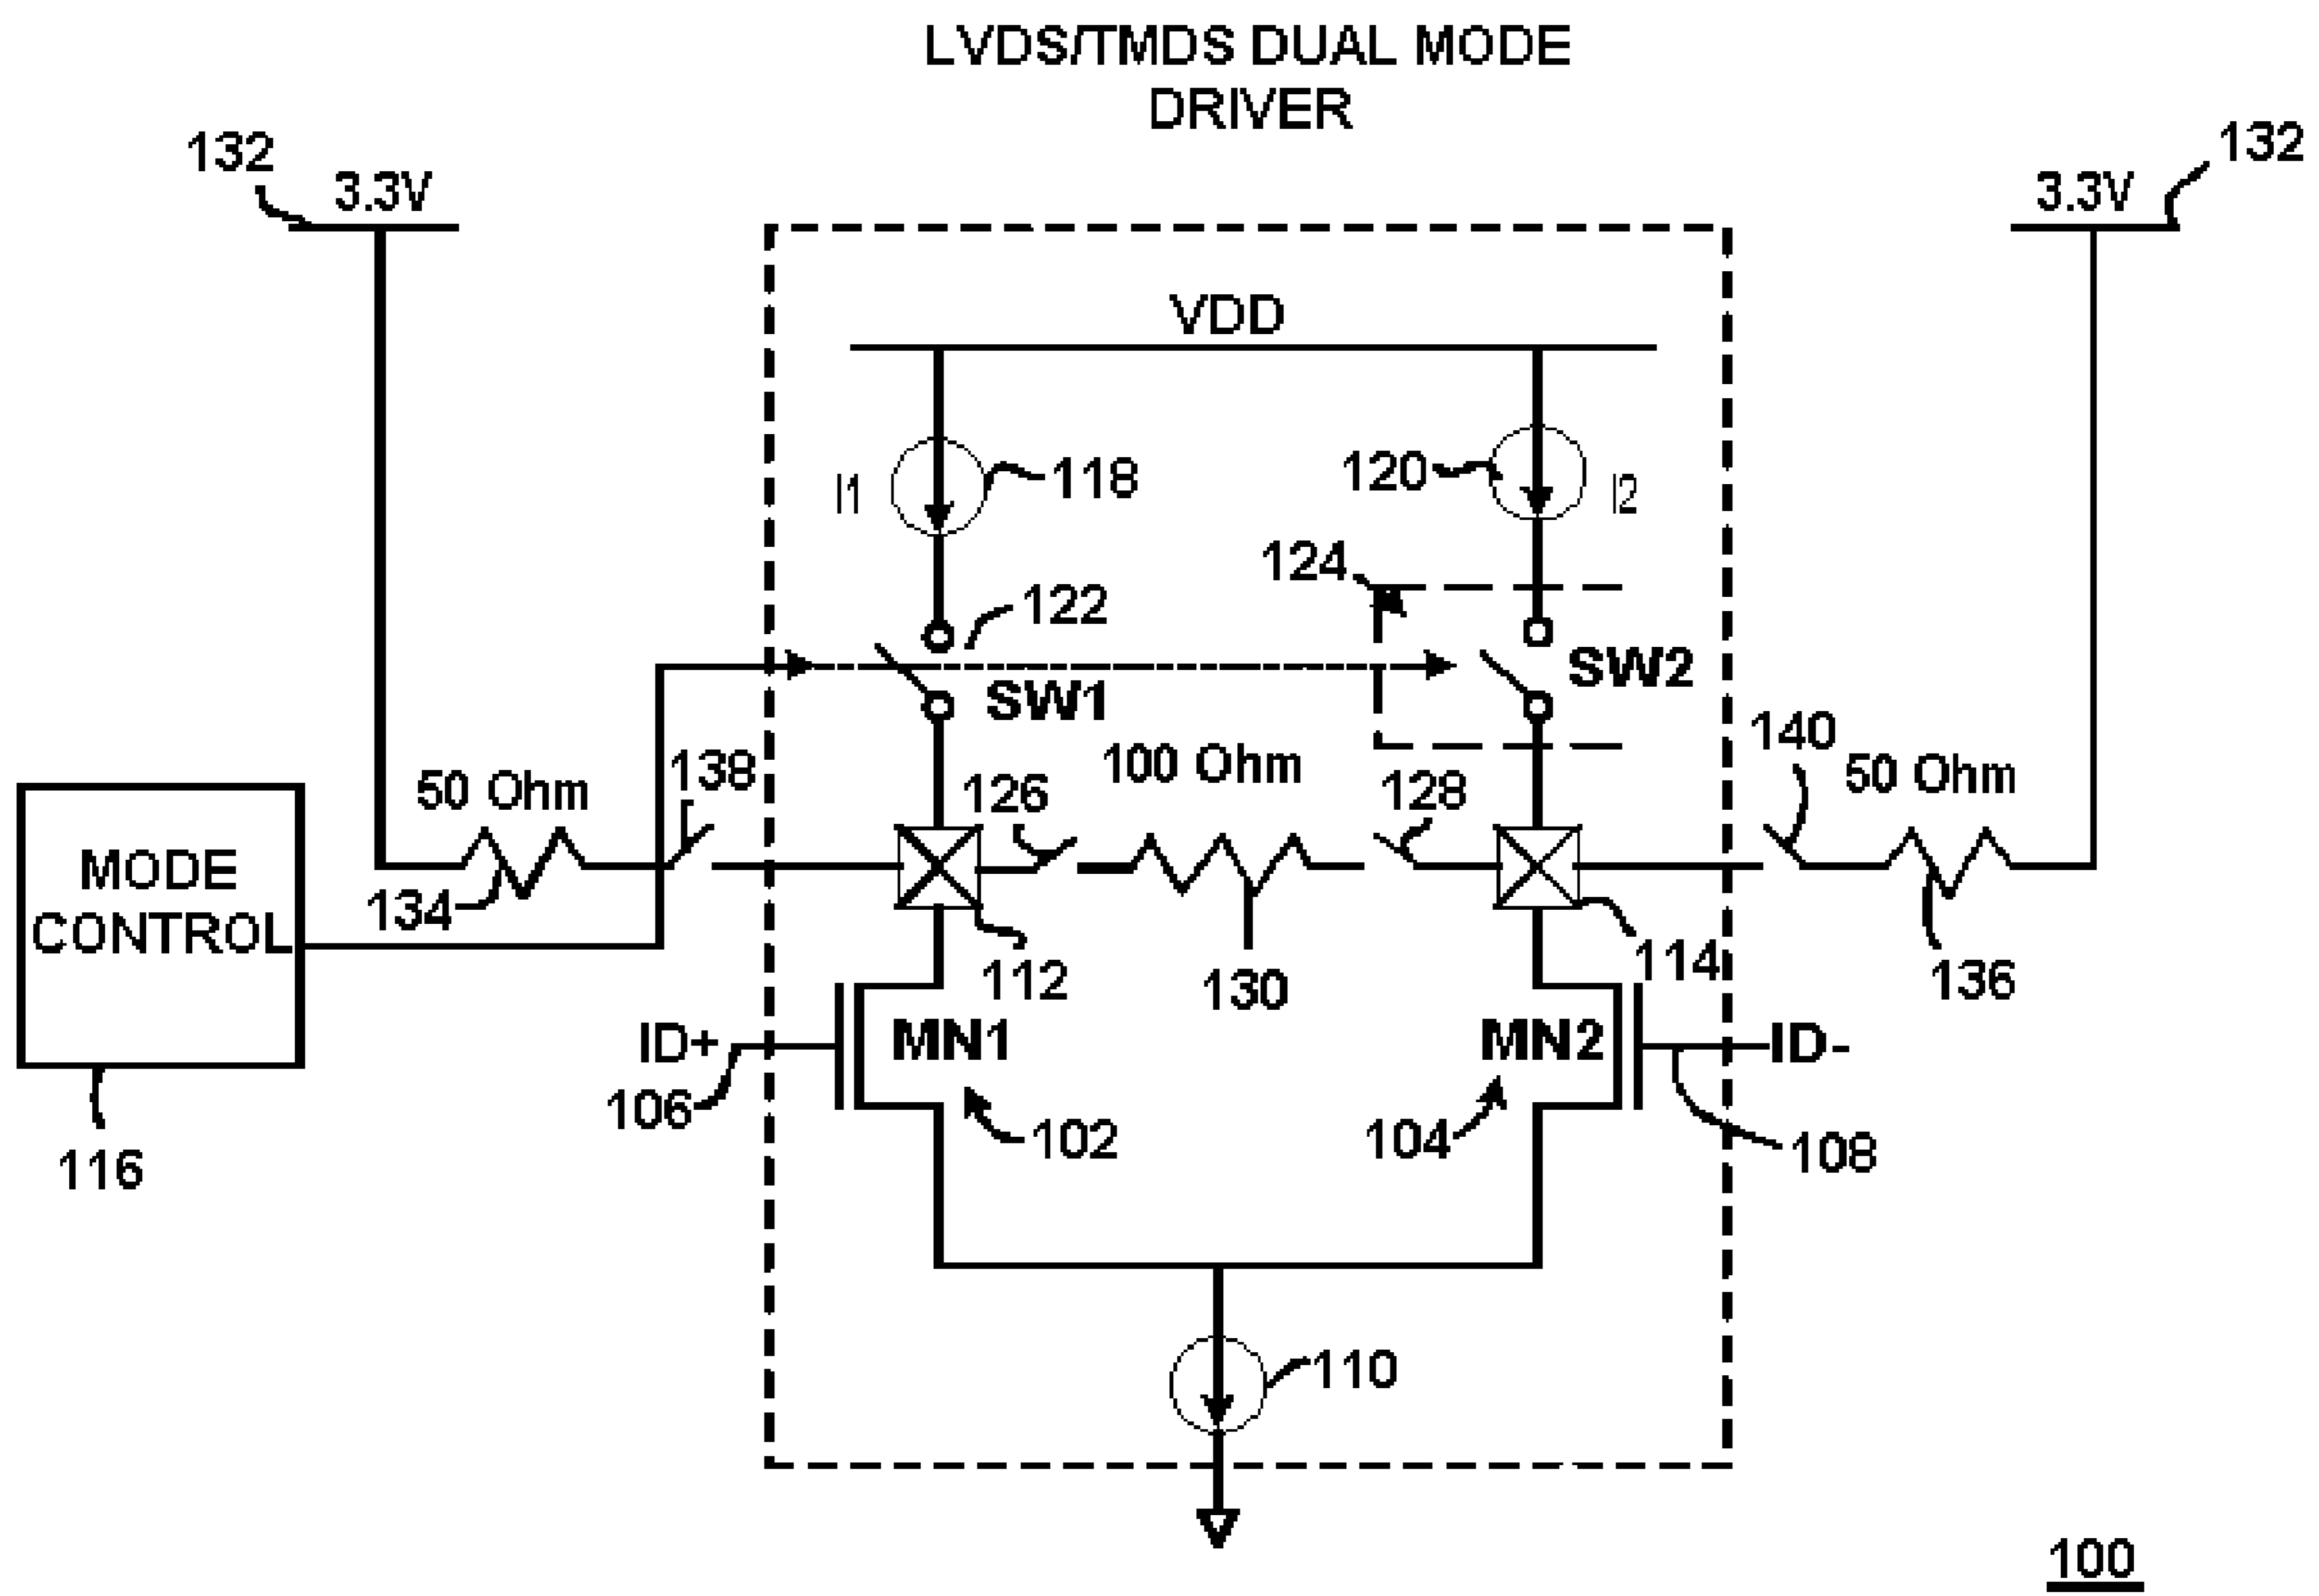 LVDS/TMDS DUAL MODE
DRIVER
132
3.3V
132
3.3V
VDD
I1
118
120
I2
124
122
SW1
SW2
138
100 Ohm
140
50 Ohm
50 Ohm
126
128
MODE
CONTROL
134
112
130
114
136
ID+
MN1
MN2
ID-
106
102
104
108
116
110
100